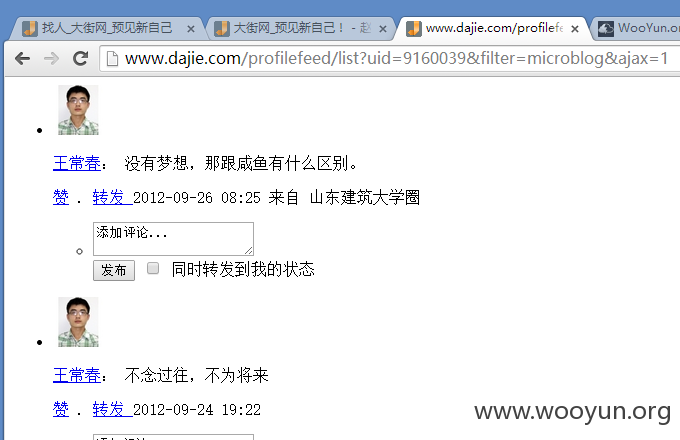 找人_大街网_预见新自己
大街网_预见新自己！ - 赵
www.dajie.com/profilefe
WooYun.or
www.dajie.com/profilefeed/list?uid=9160039&filter=microblog&ajax=1
王常春： 没有梦想，那跟咸鱼有什么区别。
赞 . 转发 2012-09-26 08:25 来自 山东建筑大学圈
添加评论...
发布 同时转发到我的状态
王常春： 不念过往，不为将来
赞 . 转发 2012-09-24 19:22
www.wooyun.org